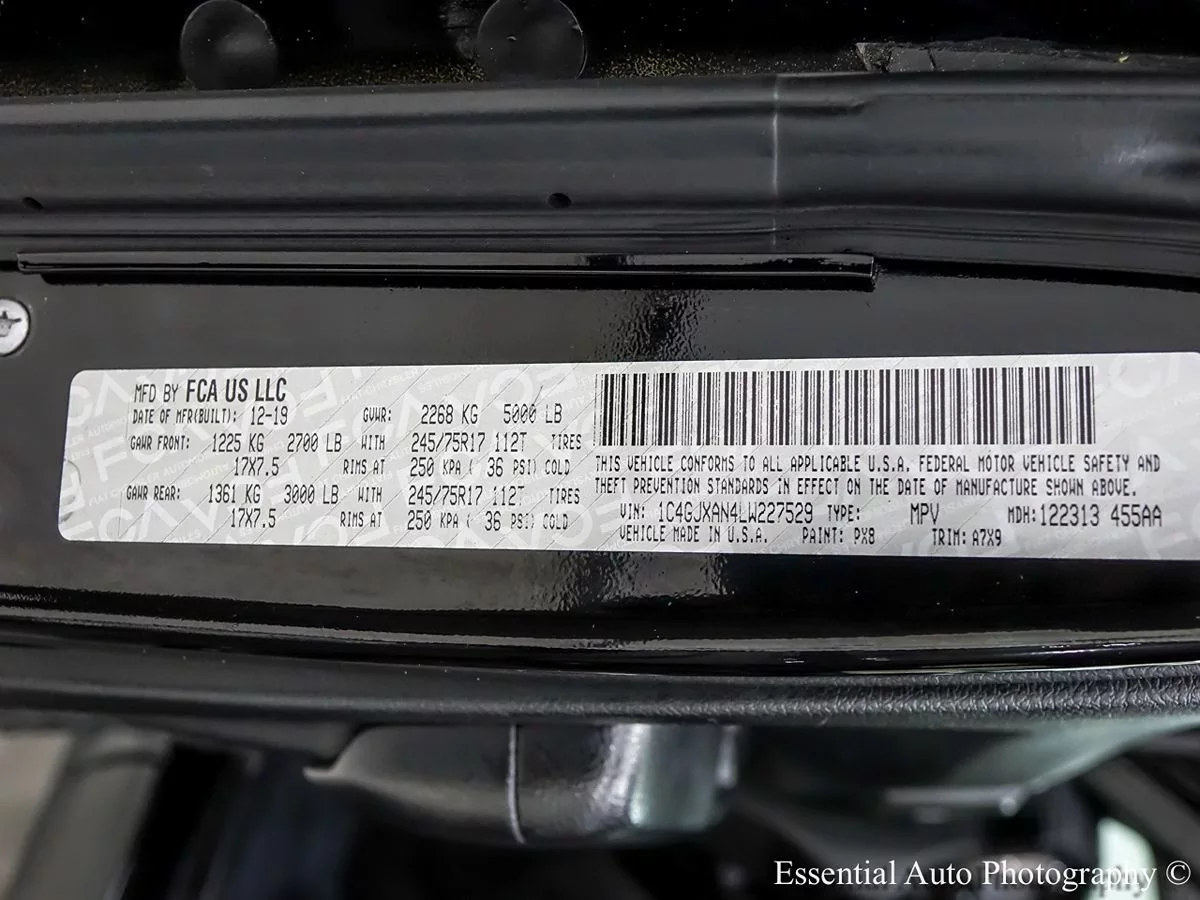 MFD BY FCA US LLC
DATE OF MFR(BUILT): 12-19 GVWR: 2268 KG 5000 LB
GAWR FRONT: 1225 KG 2700 LB WITH 245/75R17 112T TIRES
17X7.5 RIMS AT 250 KPA ( 36 PSI) COLD
GAWR REAR: 1361 KG 3000 LB WITH 245/75R17 112T TIRES
17X7.5 RIMS AT 250 KPA ( 36 PSI) COLD
THIS VEHICLE CONFORMS TO ALL APPLICABLE U.S.A. FEDERAL MOTOR VEHICLE SAFETY AND
THEFT PREVENTION STANDARDS IN EFFECT ON THE DATE OF MANUFACTURE SHOWN ABOVE.
VIN: 1C4GJXAN4LW227529 TYPE: MPV MDH:122313 455AA
VEHICLE MADE IN U.S.A. PAINT: PX8 TRIM: A7X9
Essential Auto Photography ©